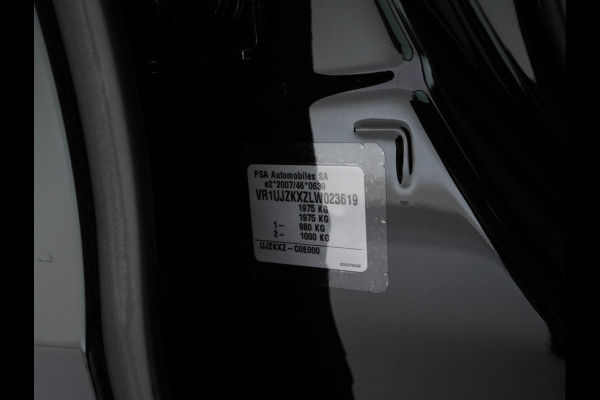 PSA Automobiles SA
e2*2007/46*0639
VR1UJZKXZLW023619
1975 KG
1975 KG
1- 980 KG
2- 1000 KG
UJZKXZ-C0E000